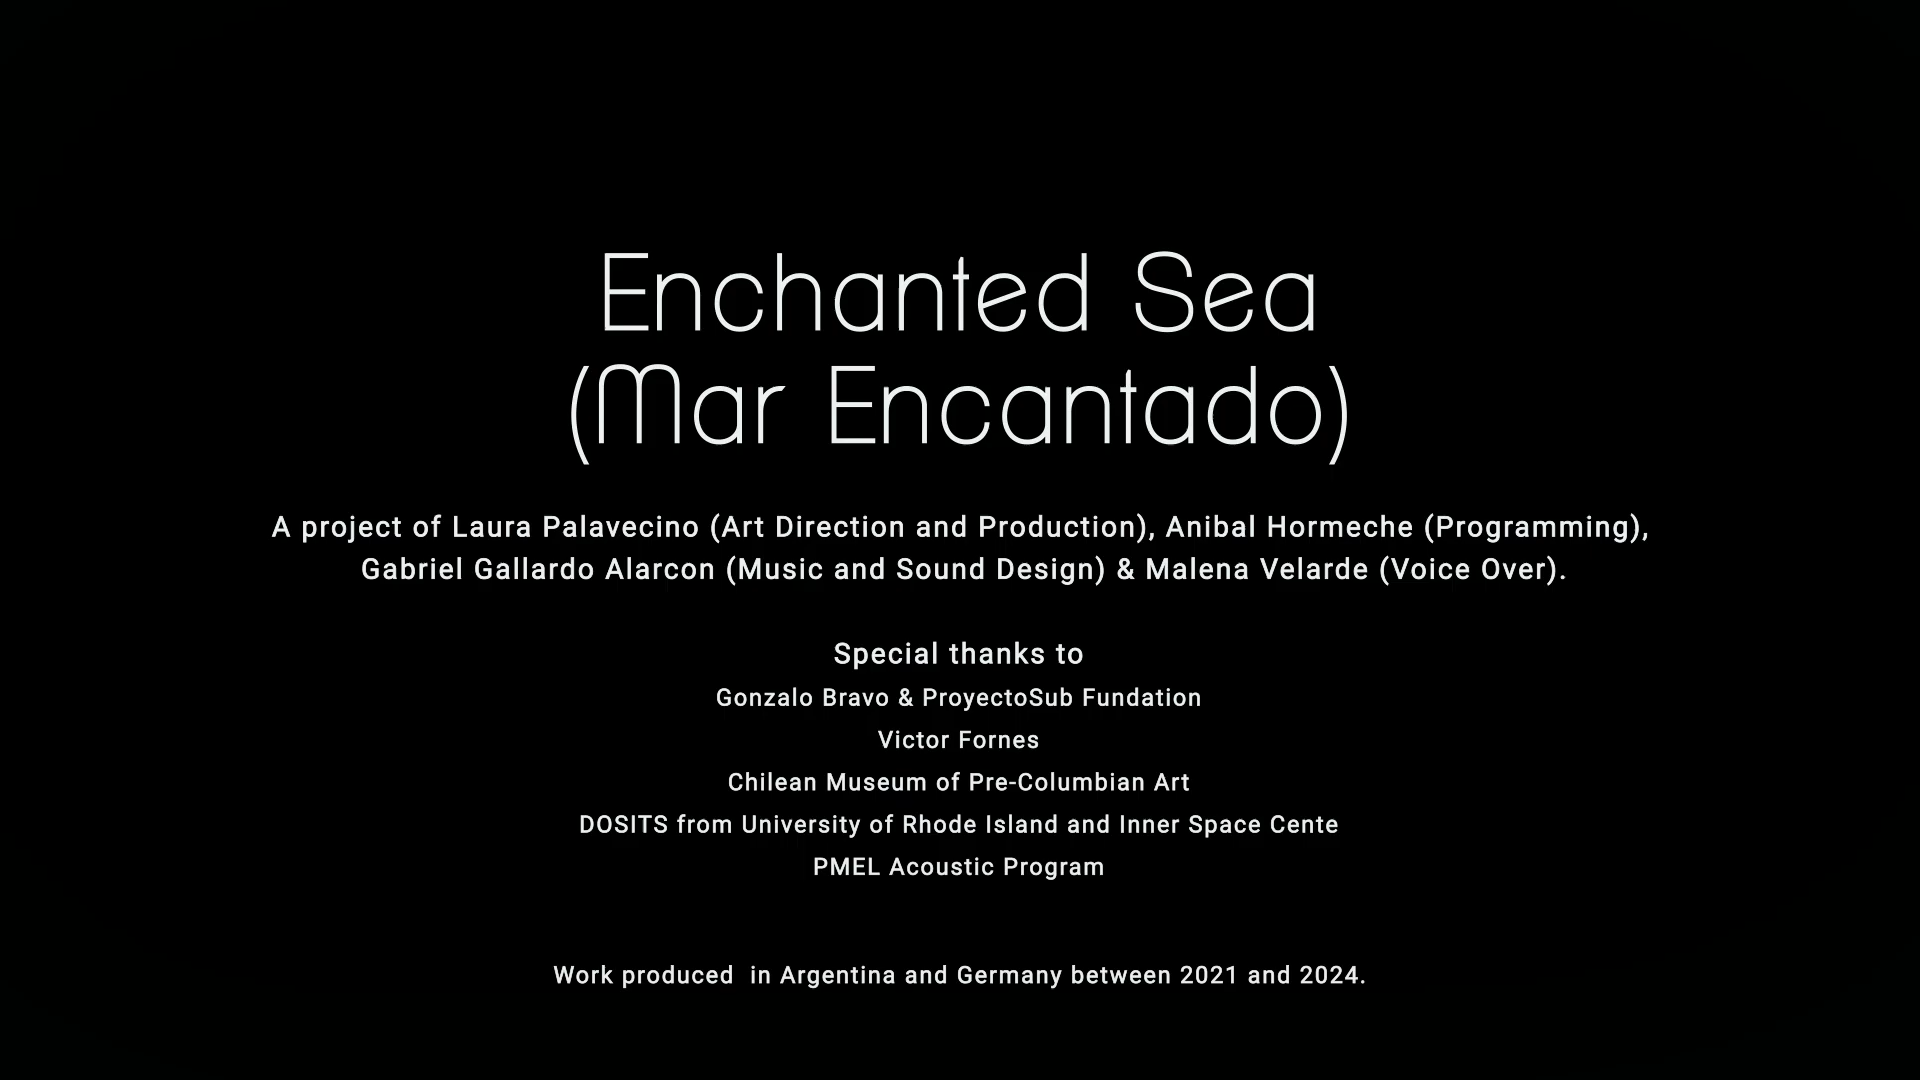 Enchanted Sea
(Mar Encantado)
A project of Laura Palavecino (Art Direction and Production), Anibal Hormeche (Programming),
Gabriel Gallardo Alarcon (Music and Sound Design) & Malena Velarde (Voice Over).
Special thanks to
Gonzalo Bravo & ProyectoSub Fundation
Victor Fornes
Chilean Museum of Pre-Columbian Art
DOSITS from University of Rhode Island and Inner Space Cente
PMEL Acoustic Program
Work produced  in Argentina and Germany between 2021 and 2024.